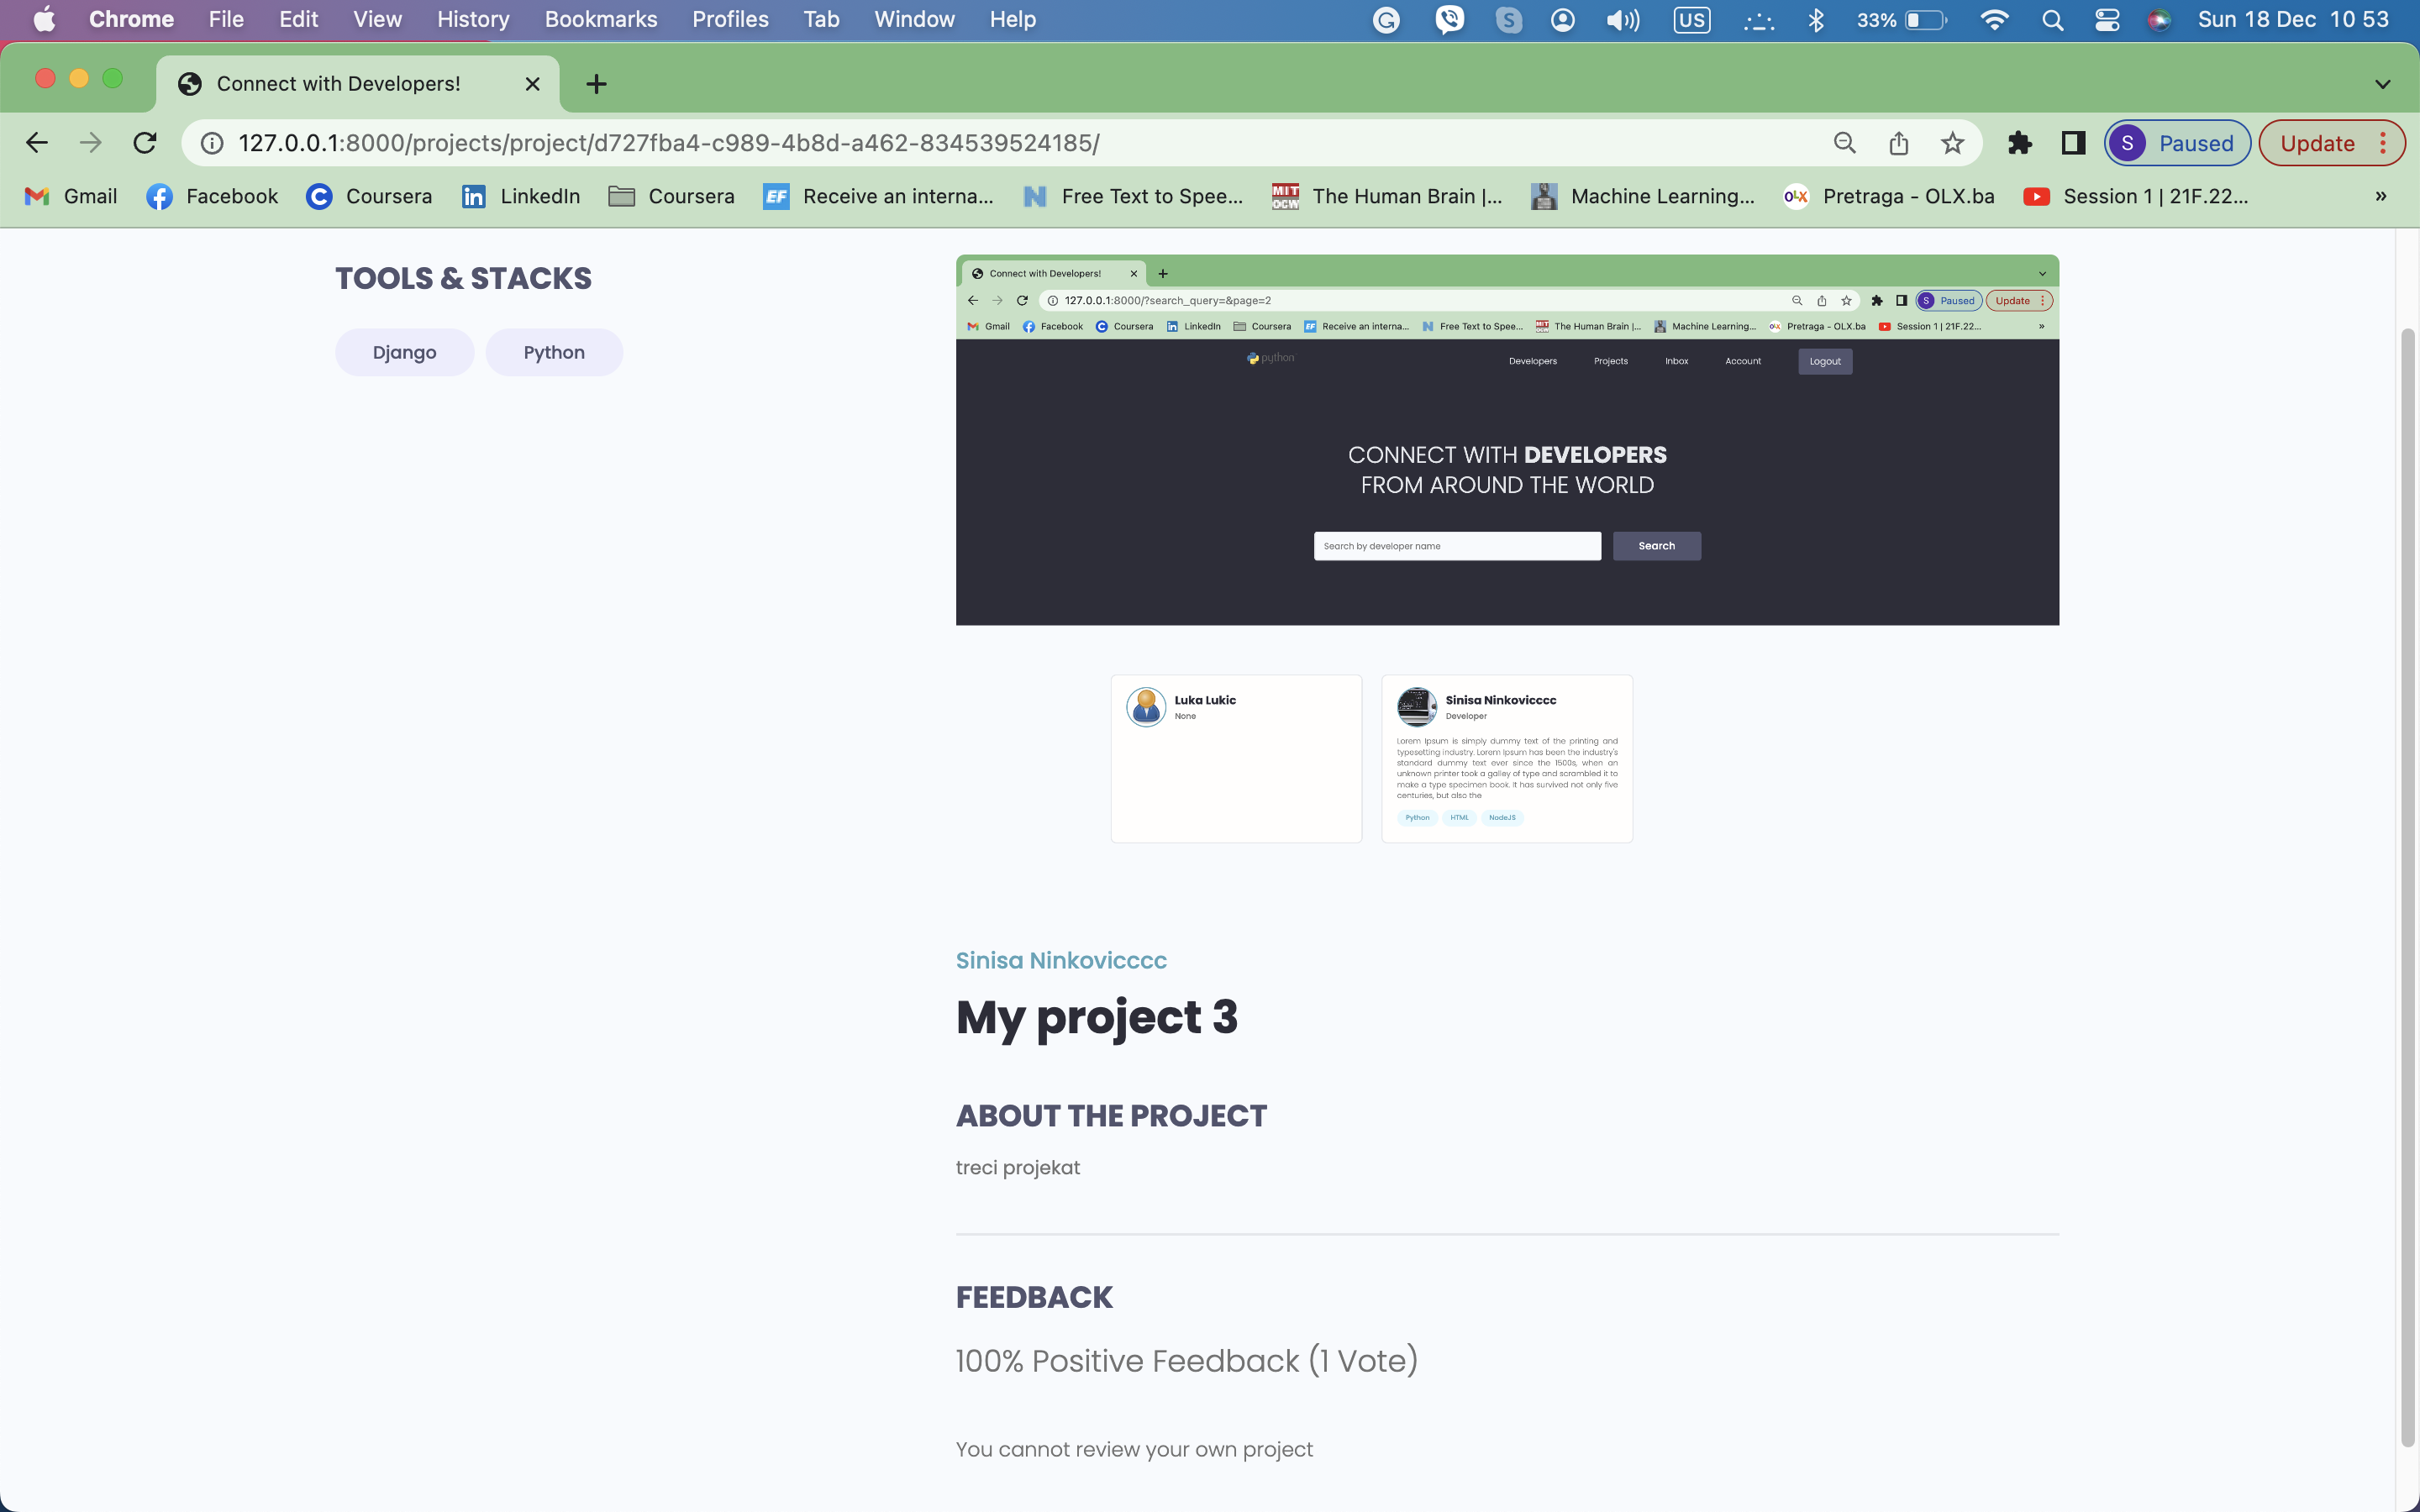 Chrome File Edit View History Bookmarks Profiles Tab Window Help US 33% Sun 18 Dec 10 53
Connect with Developers!
127.0.0.1:8000/projects/project/d727fba4-c989-4b8d-a462-834539524185/ S Paused Update
Gmail Facebook Coursera LinkedIn Coursera EF Receive an interna... Free Text to Spee... MIT OCW The Human Brain |... Machine Learning... OLX Pretraga - OLX.ba Session 1 | 21F.22... »
TOOLS & STACKS
Django Python
Connect with Developers!
127.0.0.1:8000/?search_query=&page=2 S Paused Update
Gmail Facebook Coursera LinkedIn Coursera EF Receive an interna... Free Text to Spee... The Human Brain |... Machine Learning... Pretraga - OLX.ba Session 1 | 21F.22... »
python Developers Projects Inbox Account Logout
CONNECT WITH DEVELOPERS
FROM AROUND THE WORLD
Search by developer name Search
Luka Lukic
None
Sinisa Ninkovicccc
Developer
Lorem Ipsum is simply dummy text of the printing and
typesetting industry. Lorem Ipsum has been the industry's
standard dummy text ever since the 1500s, when an
unknown printer took a galley of type and scrambled it to
make a type specimen book. It has survived not only five
centuries, but also the
Python HTML NodeJS
Sinisa Ninkovicccc
My project 3
ABOUT THE PROJECT
treci projekat
FEEDBACK
100% Positive Feedback (1 Vote)
You cannot review your own project